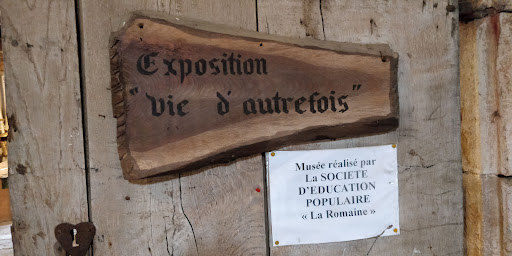 Exposition
"vie d'autrefois"
Musée réalisé par
La SOCIETE
D'EDUCATION
POPULAIRE
« La Romaine »